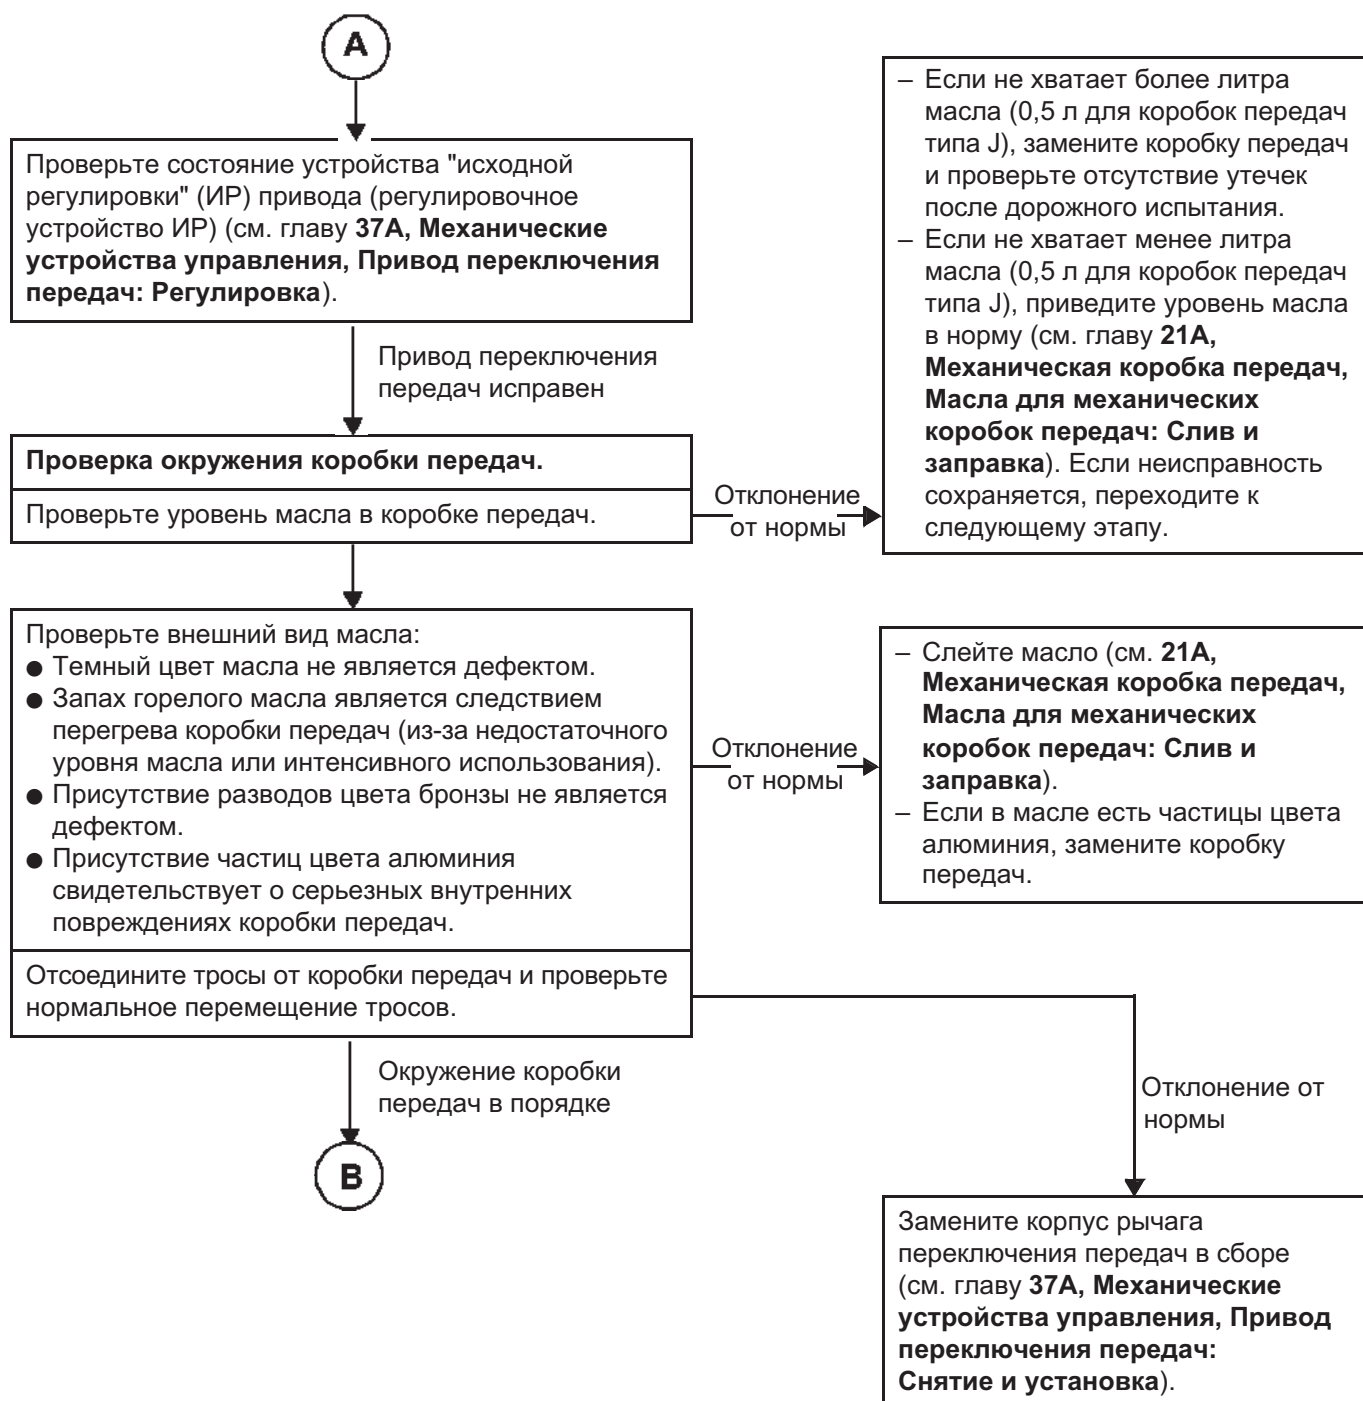 A
Проверьте состояние устройства "исходной
регулировки" (ИР) привода (регулировочное
устройство ИР) (см. главу 37A, Механические
устройства управления, Привод переключения
передач: Регулировка).
Привод переключения
передач исправен
Проверка окружения коробки передач.
Проверьте уровень масла в коробке передач.
Отклонение
от нормы
– Если не хватает более литра
масла (0,5 л для коробок передач
типа J), замените коробку передач
и проверьте отсутствие утечек
после дорожного испытания.
– Если не хватает менее литра
масла (0,5 л для коробок передач
типа J), приведите уровень масла
в норму (см. главу 21A,
Механическая коробка передач,
Масла для механических
коробок передач: Слив и
заправка). Если неисправность
сохраняется, переходите к
следующему этапу.
Проверьте внешний вид масла:
● Темный цвет масла не является дефектом.
● Запах горелого масла является следствием
перегрева коробки передач (из-за недостаточного
уровня масла или интенсивного использования).
● Присутствие разводов цвета бронзы не является
дефектом.
● Присутствие частиц цвета алюминия
свидетельствует о серьезных внутренних
повреждениях коробки передач.
Отклонение
от нормы
– Слейте масло (см. 21A,
Механическая коробка передач,
Масла для механических
коробок передач: Слив и
заправка).
– Если в масле есть частицы цвета
алюминия, замените коробку
передач.
Отсоедините тросы от коробки передач и проверьте
нормальное перемещение тросов.
Окружение коробки
передач в порядке
B
Отклонение от
нормы
Замените корпус рычага
переключения передач в сборе
(см. главу 37A, Механические
устройства управления, Привод
переключения передач:
Снятие и установка).